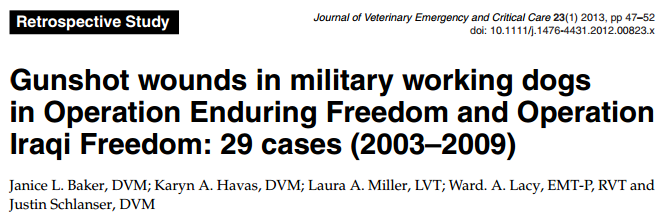 Retrospective Study
Journal of Veterinary Emergency and Critical Care 23(1) 2013, pp 47–52
doi: 10.1111/j.1476-4431.2012.00823.x
Gunshot wounds in military working dogs
in Operation Enduring Freedom and Operation
Iraqi Freedom: 29 cases (2003–2009)
Janice L. Baker, DVM; Karyn A. Havas, DVM; Laura A. Miller, LVT; Ward. A. Lacy, EMT-P, RVT and
Justin Schlanser, DVM